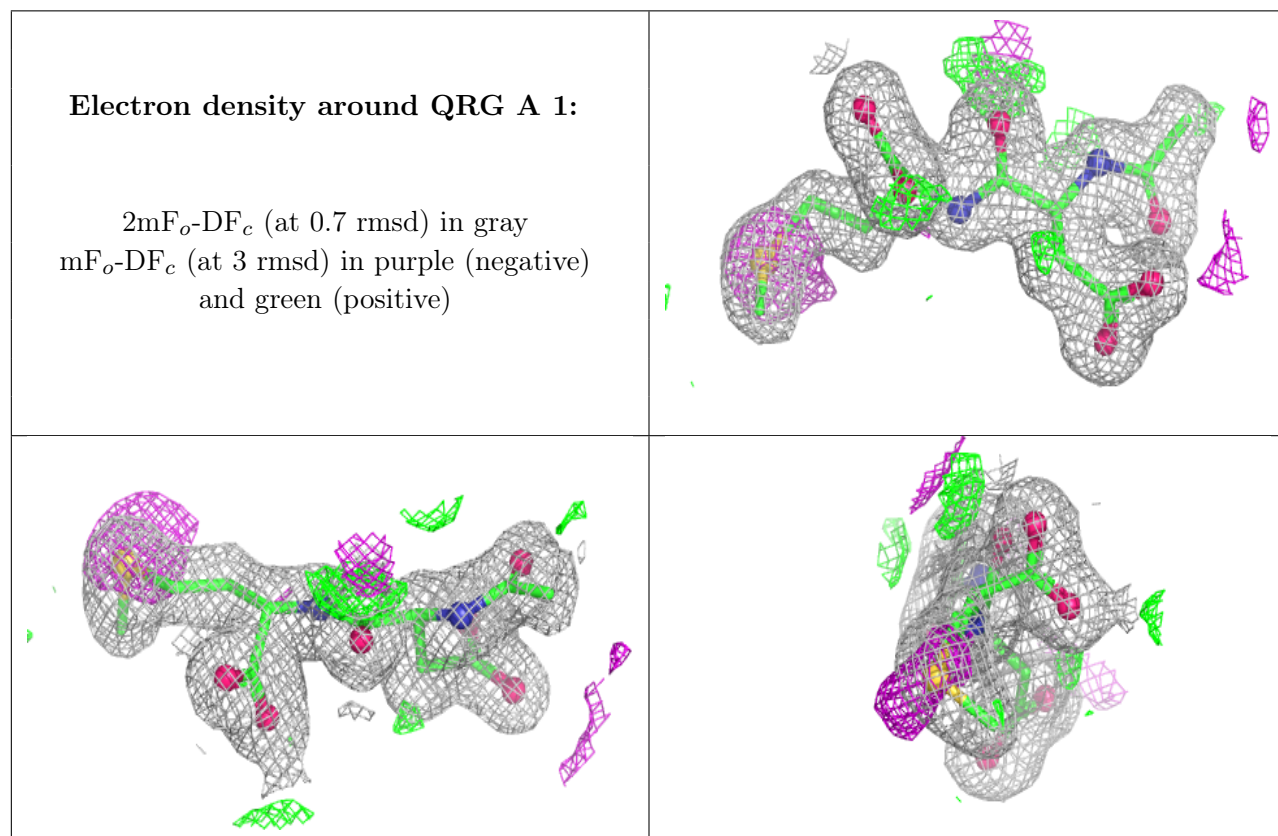 Electron density around QRG A 1:
2mFo-DFc (at 0.7 rmsd) in gray
mFo-DFc (at 3 rmsd) in purple (negative)
and green (positive)